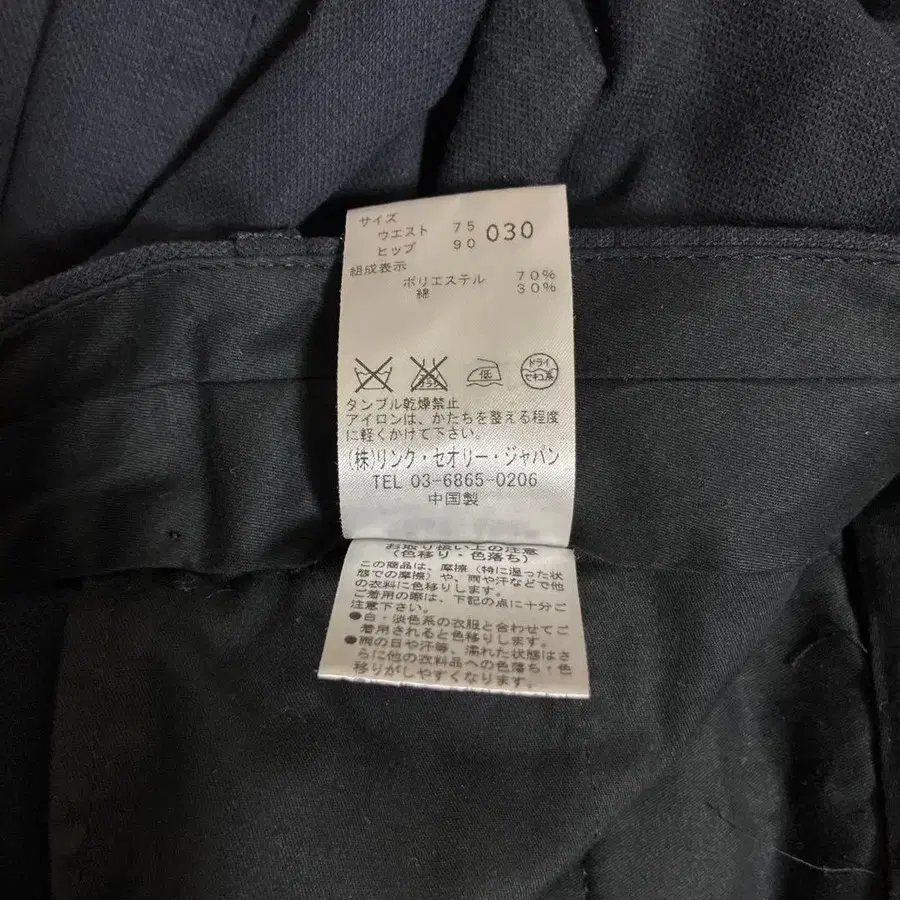 サイズ
ウエスト 75 030
ヒップ 90
組成表示
ポリエステル 70%
綿 30%
低 ドライ
セキユ系
タンブル乾燥禁止
アイロンは、かたちを整える程度
に軽くかけて下さい。
(株)リンク・セオリー・ジャパン
TEL 03-6865-0206
中国製
お取り扱い上の注意
(色移り・色落ち)
この商品は、摩擦(特に湿った状
態での摩擦)や、雨や汗などで他
の衣料に色移りします。
ご着用の際は、下記の点に十分ご
注意下さい。
●白・淡色系の衣服と合わせてご
着用されると色移りします。
●雨の日や汗等、濡れた状態はさ
らに他の衣料品への色落ち・色
移りがしやすくなります。